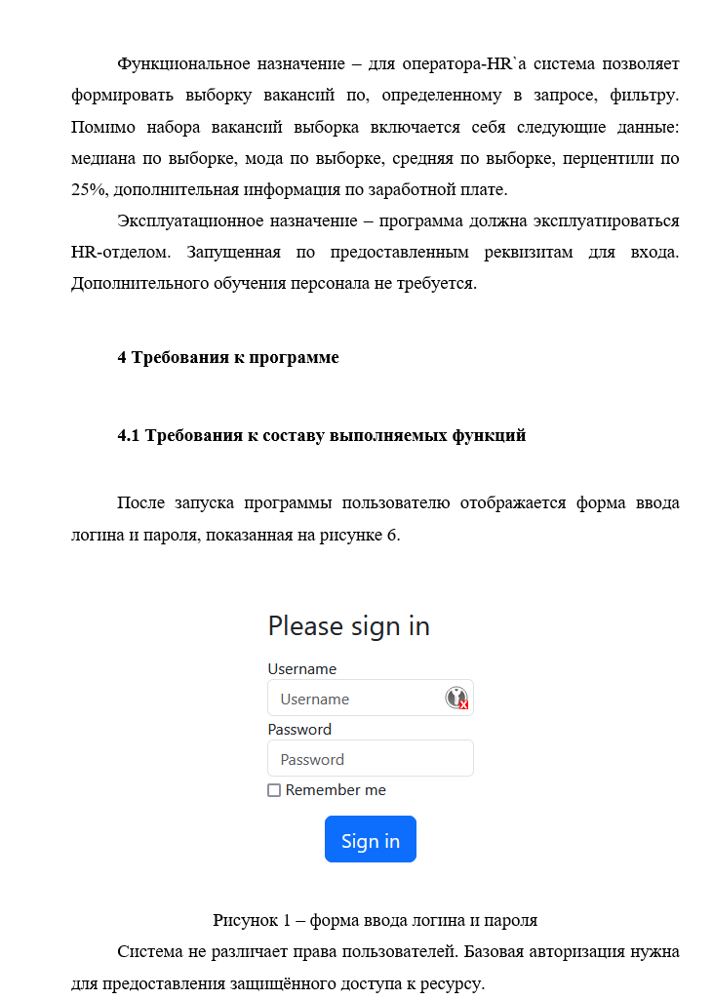 Функциональное назначение – для оператора-HR`а система позволяет
формировать выборку вакансий по, определенному в запросе, фильтру.
Помимо набора вакансий выборка включается себя следующие данные:
медиана по выборке, мода по выборке, средняя по выборке, перцентили по
25%, дополнительная информация по заработной плате.
Эксплуатационное назначение – программа должна эксплуатироваться
HR-отделом. Запущенная по предоставленным реквизитам для входа.
Дополнительного обучения персонала не требуется.
4 Требования к программе
4.1 Требования к составу выполняемых функций
После запуска программы пользователю отображается форма ввода
логина и пароля, показанная на рисунке 6.
Please sign in
Username
Username
Password
Password
Remember me
Sign in
Рисунок 1 – форма ввода логина и пароля
Система не различает права пользователей. Базовая авторизация нужна
для предоставления защищённого доступа к ресурсу.